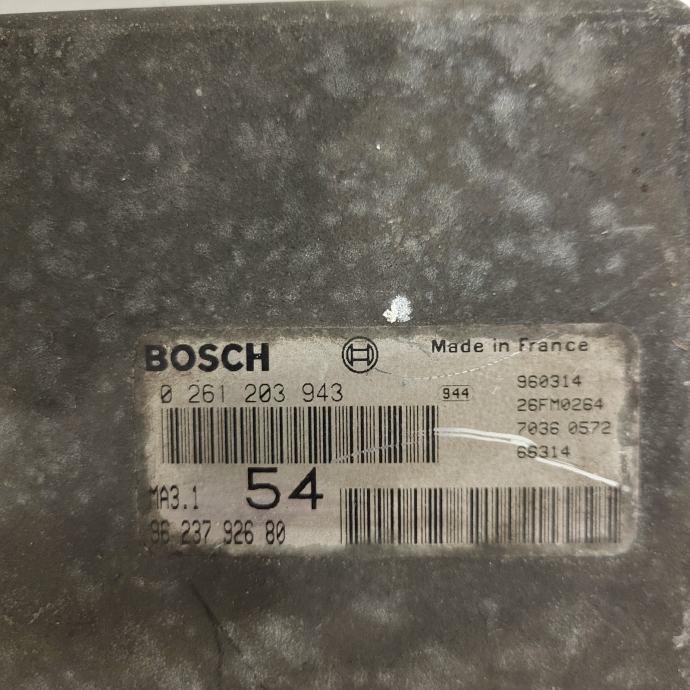 BOSCH Made in France
0 261 203 943 944 960314
26FM0264
7036 0572
66314
MA3.1 54
96 237 926 80